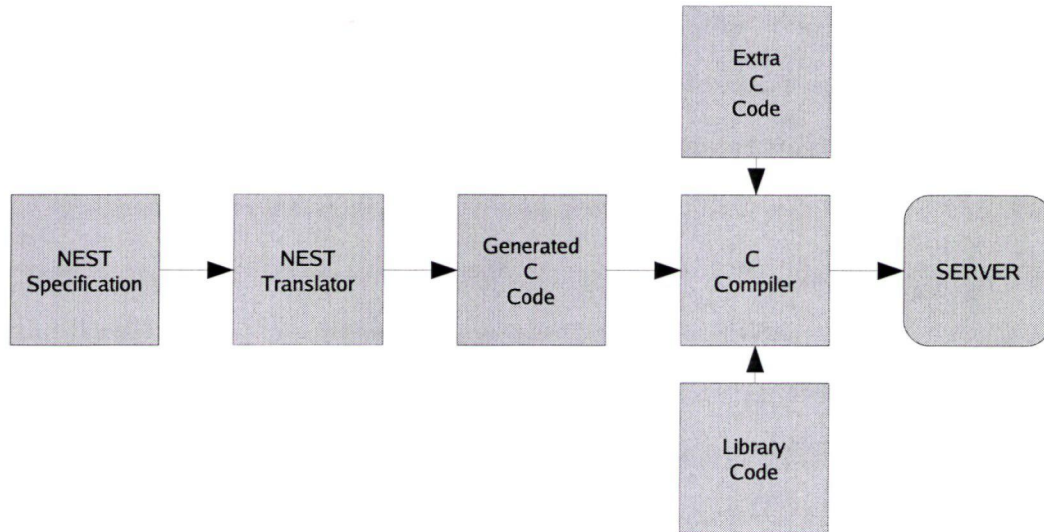 Extra
C
Code
NEST
Specification
NEST
Translator
Generated
C
Code
C
Compiler
SERVER
Library
Code